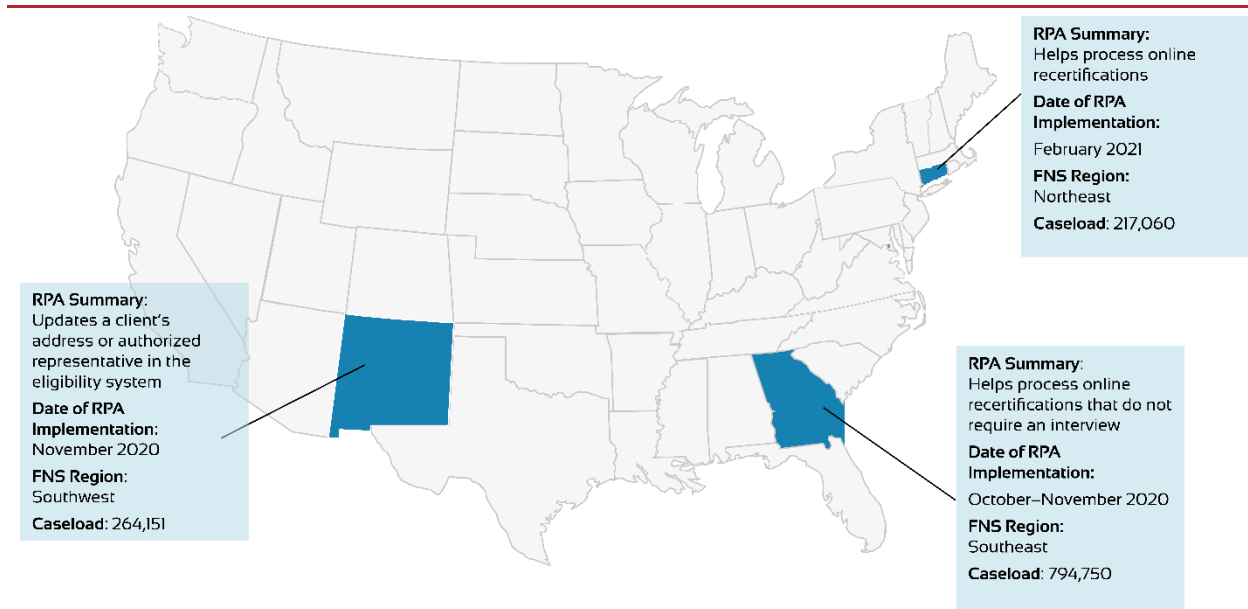 RPA Summary:
Helps process online
recertifications
Date of RPA
Implementation:
February 2021
FNS Region:
Northeast
Caseload: 217,060
RPA Summary:
Updates a client's
address or authorized
representative in the
eligibility system
Date of RPA
Implementation:
November 2020
FNS Region:
Southwest
Caseload: 264,151
RPA Summary:
Helps process online
recertifications that do not
require an interview
Date of RPA
Implementation:
October–November 2020
FNS Region:
Southeast
Caseload: 794,750